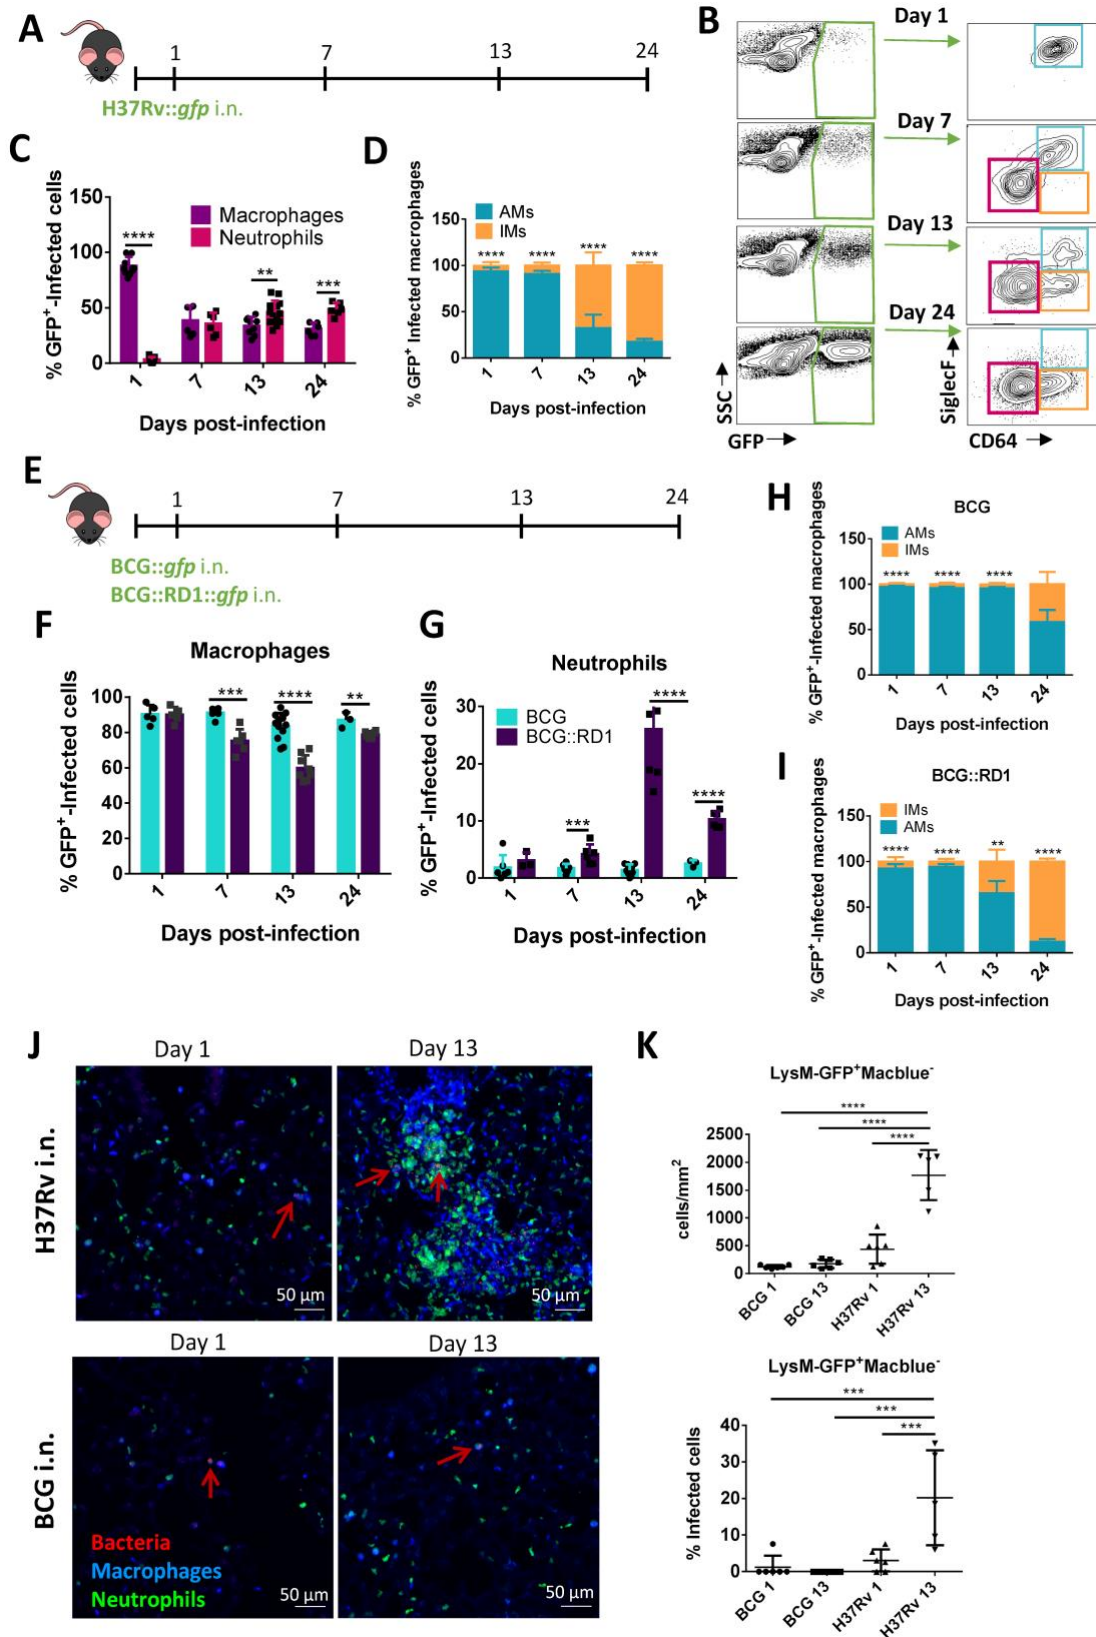 A
1
7
13
24
H37Rv::gfp i.n.
B
Day 1
Day 7
Day 13
Day 24
SSC
GFP
SiglecF
CD64
C
% GFP⁺-Infected cells
150
100
50
0
Macrophages
Neutrophils
****
**
***
1
7
13
24
Days post-infection
D
% GFP⁺ Infected macrophages
150
100
50
0
AMs
IMs
****
****
****
****
1
7
13
24
Days post-infection
E
1
7
13
24
BCG::gfp i.n.
BCG::RD1::gfp i.n.
F
Macrophages
% GFP⁺-Infected cells
100
80
60
40
20
0
***
****
**
1
7
13
24
Days post-infection
G
Neutrophils
% GFP⁺-Infected cells
30
20
10
0
BCG
BCG::RD1
***
****
****
1
7
13
24
Days post-infection
H
BCG
% GFP⁺-Infected macrophages
150
100
50
0
AMs
IMs
****
****
****
1
7
13
24
Days post-infection
I
BCG::RD1
% GFP⁺-Infected macrophages
150
100
50
0
IMs
AMs
****
****
**
****
1
7
13
24
Days post-infection
J
Day 1
Day 13
H37Rv i.n.
50 µm
50 µm
Day 1
Day 13
BCG i.n.
Bacteria
Macrophages
Neutrophils
50 µm
50 µm
K
LysM-GFP⁺Macblue⁻
****
****
****
cells/mm²
2500
2000
1500
1000
500
0
BCG 1
BCG 13
H37Rv 1
H37Rv 13
LysM-GFP⁺Macblue⁻
***
***
***
% Infected cells
40
30
20
10
0
BCG 1
BCG 13
H37Rv 1
H37Rv 13